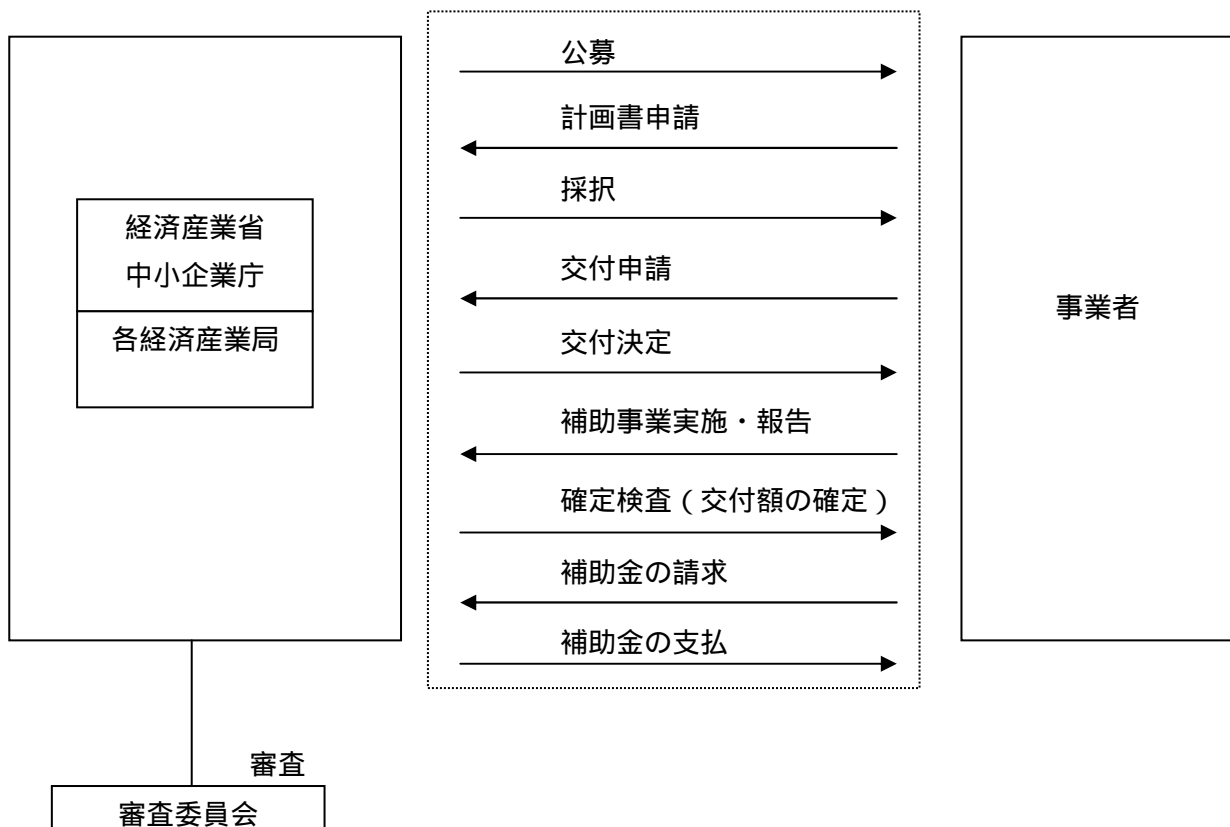 公募
計画書申請
採択
経済産業省
中小企業庁
各経済産業局
交付申請
交付決定
事業者
補助事業実施・報告
確定検査(交付額の確定)
補助金の請求
補助金の支払
審査
審査委員会